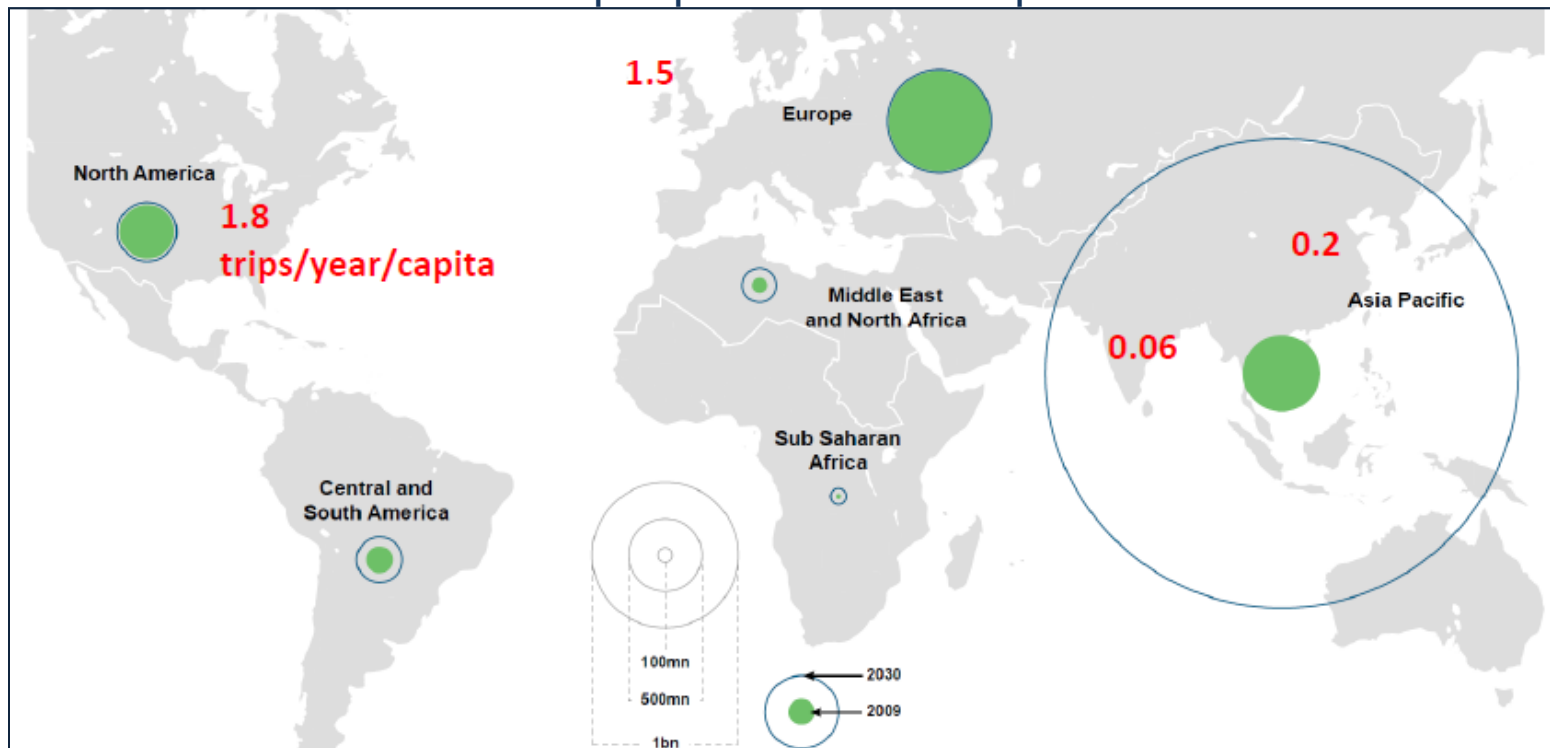 1.5
Europe
North America
1.8
trips/year/capita
0.2
Asia Pacific
Middle East
and North Africa
0.06
Sub Saharan
Africa
Central and
South America
100mn
500mn
1bn
2030
2009